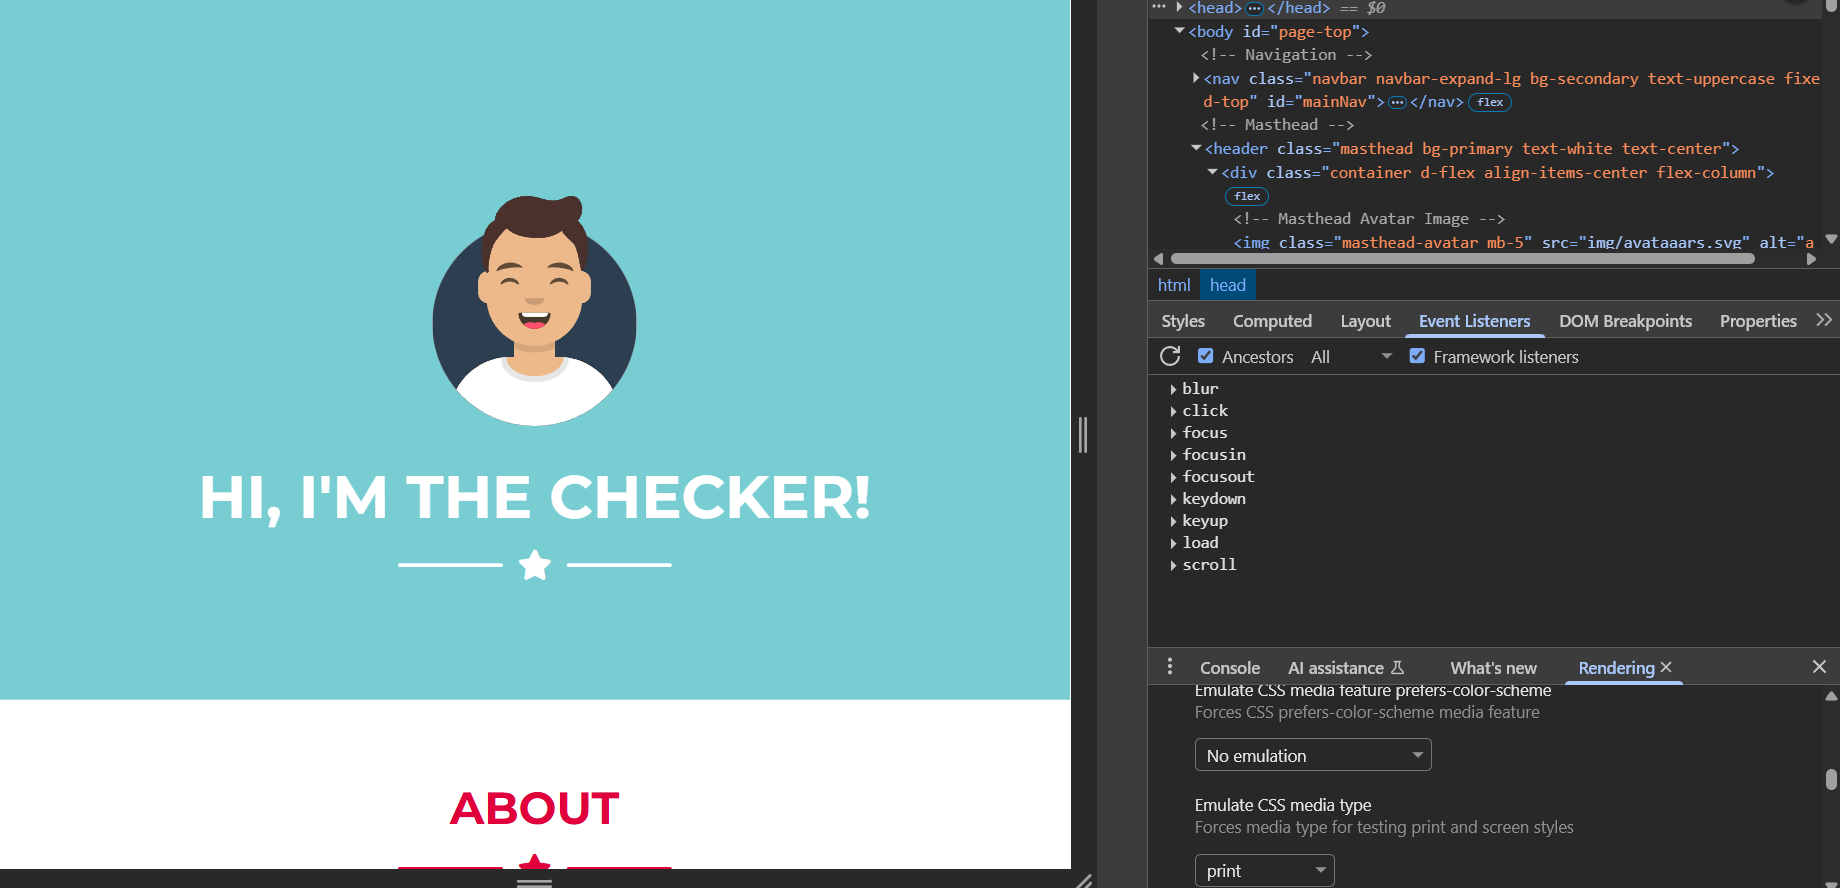 HI, I'M THE CHECKER!
ABOUT
<head>…</head> == $0
<body id="page-top">
<!-- Navigation -->
<nav class="navbar navbar-expand-lg bg-secondary text-uppercase fixe
d-top" id="mainNav">…</nav> flex
<!-- Masthead -->
<header class="masthead bg-primary text-white text-center">
<div class="container d-flex align-items-center flex-column">
flex
<!-- Masthead Avatar Image -->
<img class="masthead-avatar mb-5" src="img/avataaars.svg" alt="a
html head
Styles Computed Layout Event Listeners DOM Breakpoints Properties
Ancestors All Framework listeners
blur
click
focus
focusin
focusout
keydown
keyup
load
scroll
Console AI assistance What's new Rendering
Emulate CSS media feature prefers-color-scheme
Forces CSS prefers-color-scheme media feature
No emulation
Emulate CSS media type
Forces media type for testing print and screen styles
print